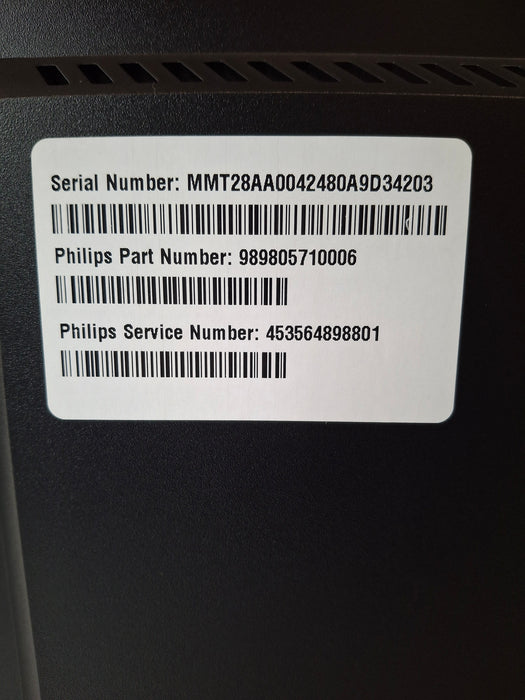 Serial Number: MMT28AA0042480A9D34203
Philips Part Number: 989805710006
Philips Service Number: 453564898801